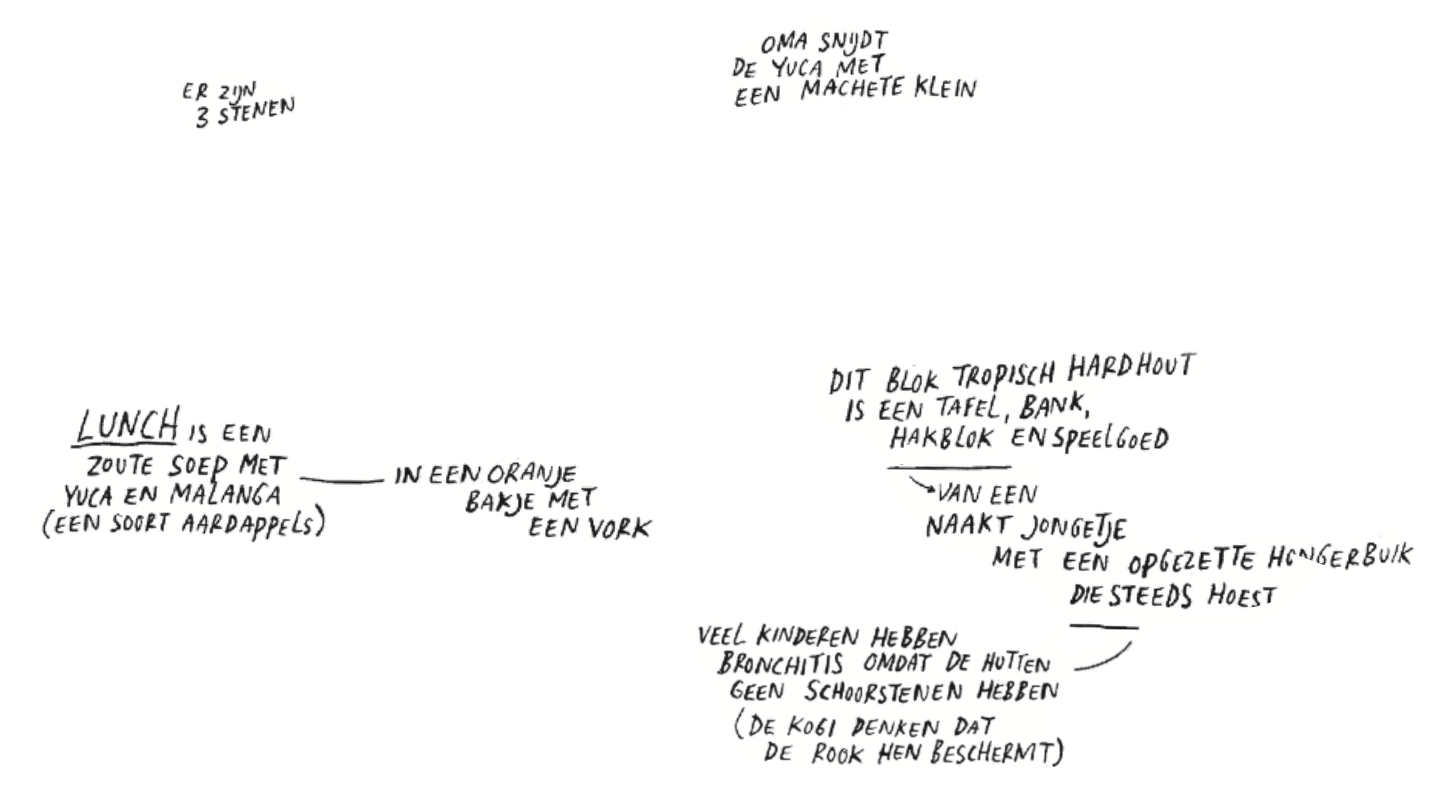 ER ZIJN
3 STENEN
OMA SNIJDT
DE YUCA MET
EEN MACHETE KLEIN
LUNCH IS EEN
ZOUTE SOEP MET
YUCA EN MALANGA
(EEN SOORT AARDAPPELS)
IN EEN ORANJE
BAKJE MET
EEN VORK
DIT BLOK TROPISCH HARDHOUT
IS EEN TAFEL, BANK,
HAKBLOK EN SPEELGOED
VAN EEN
NAAKT JONGETJE
MET EEN OPGEZETTE HONGERBUIK
DIE STEEDS HOEST
VEEL KINDEREN HEBBEN
BRONCHITIS OMDAT DE HUTTEN
GEEN SCHOORSTENEN HEBBEN
(DE KOGI DENKEN DAT
DE ROOK HEN BESCHERMT)